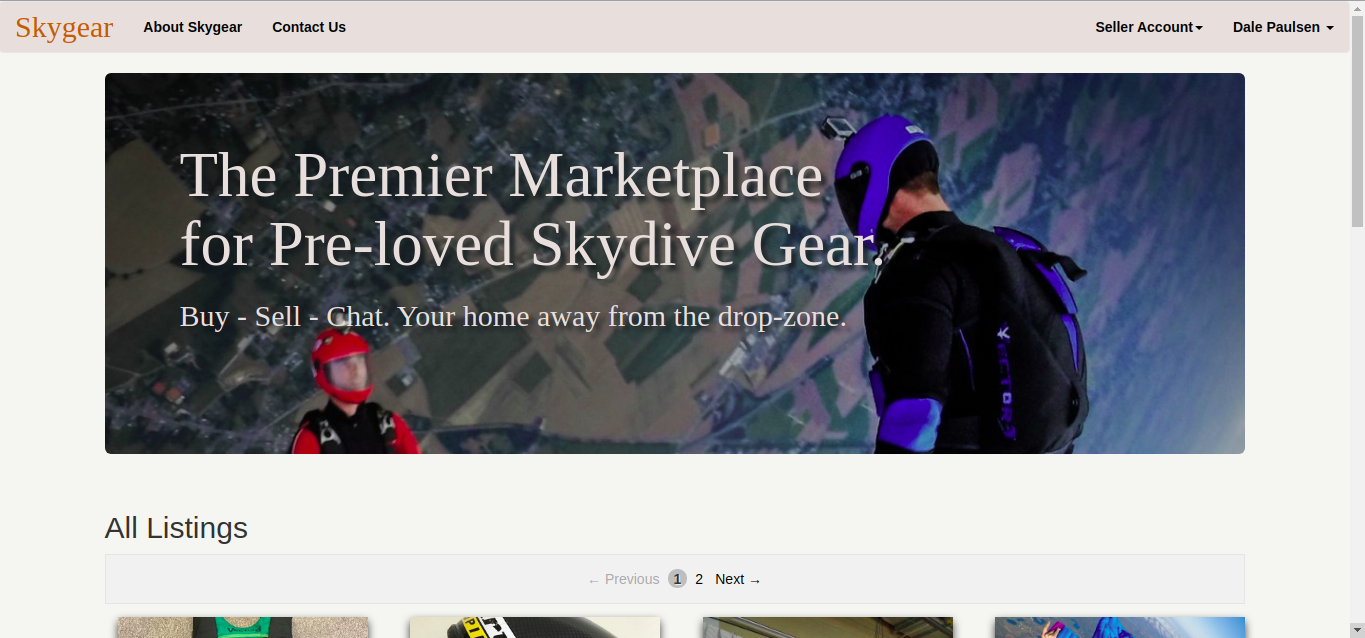 Skygear
About Skygear
Contact Us
Seller Account
Dale Paulsen
The Premier Marketplace
for Pre-loved Skydive Gear.
Buy - Sell - Chat. Your home away from the drop-zone.
VECTOR3
All Listings
← Previous 1 2 Next →